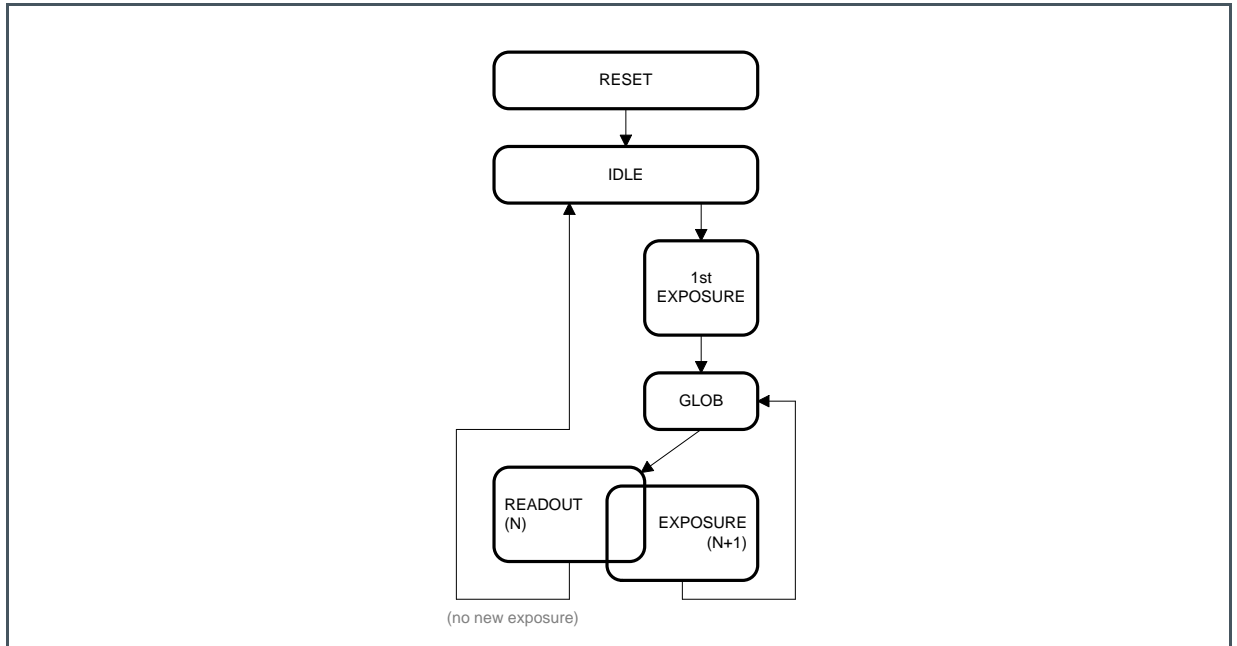 RESET
IDLE
1st
EXPOSURE
GLOB
READOUT
(N)
EXPOSURE
(N+1)
(no new exposure)